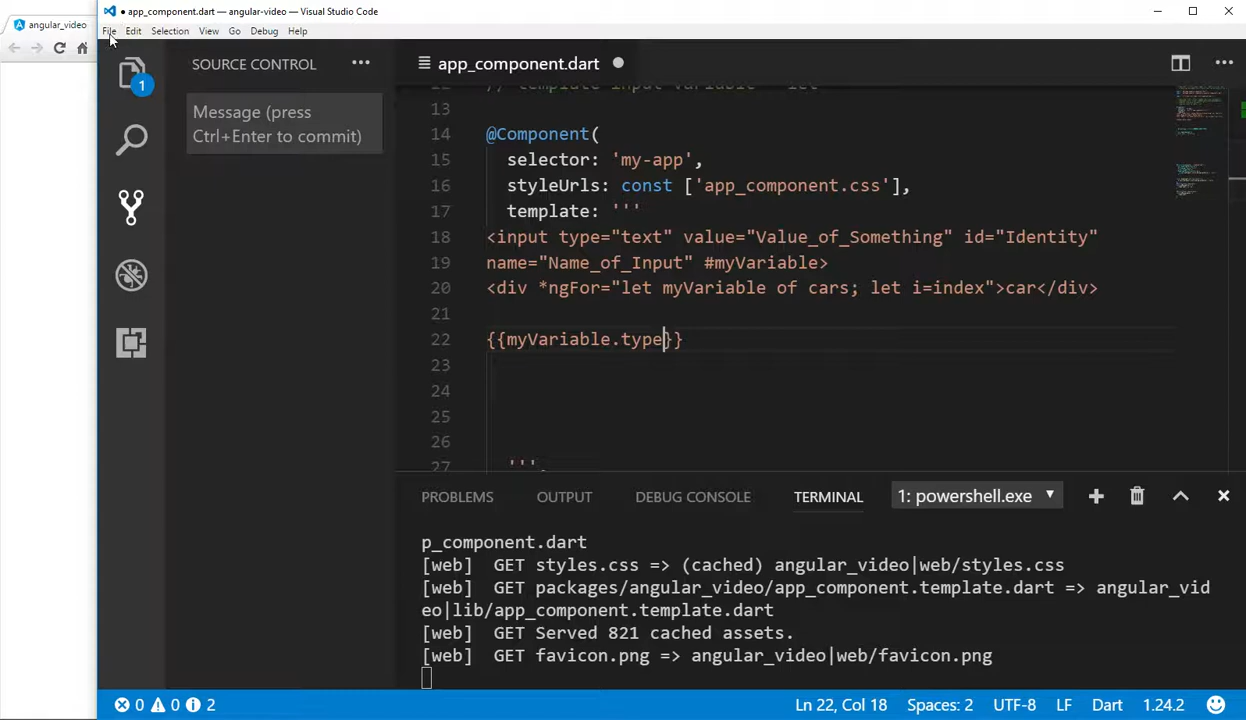 angular_video
● app_component.dart — angular-video — Visual Studio Code
File Edit Selection View Go Debug Help
1
SOURCE CONTROL
Message (press
Ctrl+Enter to commit)
app_component.dart
13
14 @Component(
15 selector: 'my-app',
16 styleUrls: const ['app_component.css'],
17 template: '''
18 <input type="text" value="Value_of_Something" id="Identity"
19 name="Name_of_Input" #myVariable>
20 <div *ngFor="let myVariable of cars; let i=index">car</div>
21
22 {{myVariable.type}}
23
24
25
26
27 '''
PROBLEMS OUTPUT DEBUG CONSOLE TERMINAL 1: powershell.exe
p_component.dart
[web] GET styles.css => (cached) angular_video|web/styles.css
[web] GET packages/angular_video/app_component.template.dart => angular_vid
eo|lib/app_component.template.dart
[web] GET Served 821 cached assets.
[web] GET favicon.png => angular_video|web/favicon.png
0 0 2 Ln 22, Col 18 Spaces: 2 UTF-8 LF Dart 1.24.2